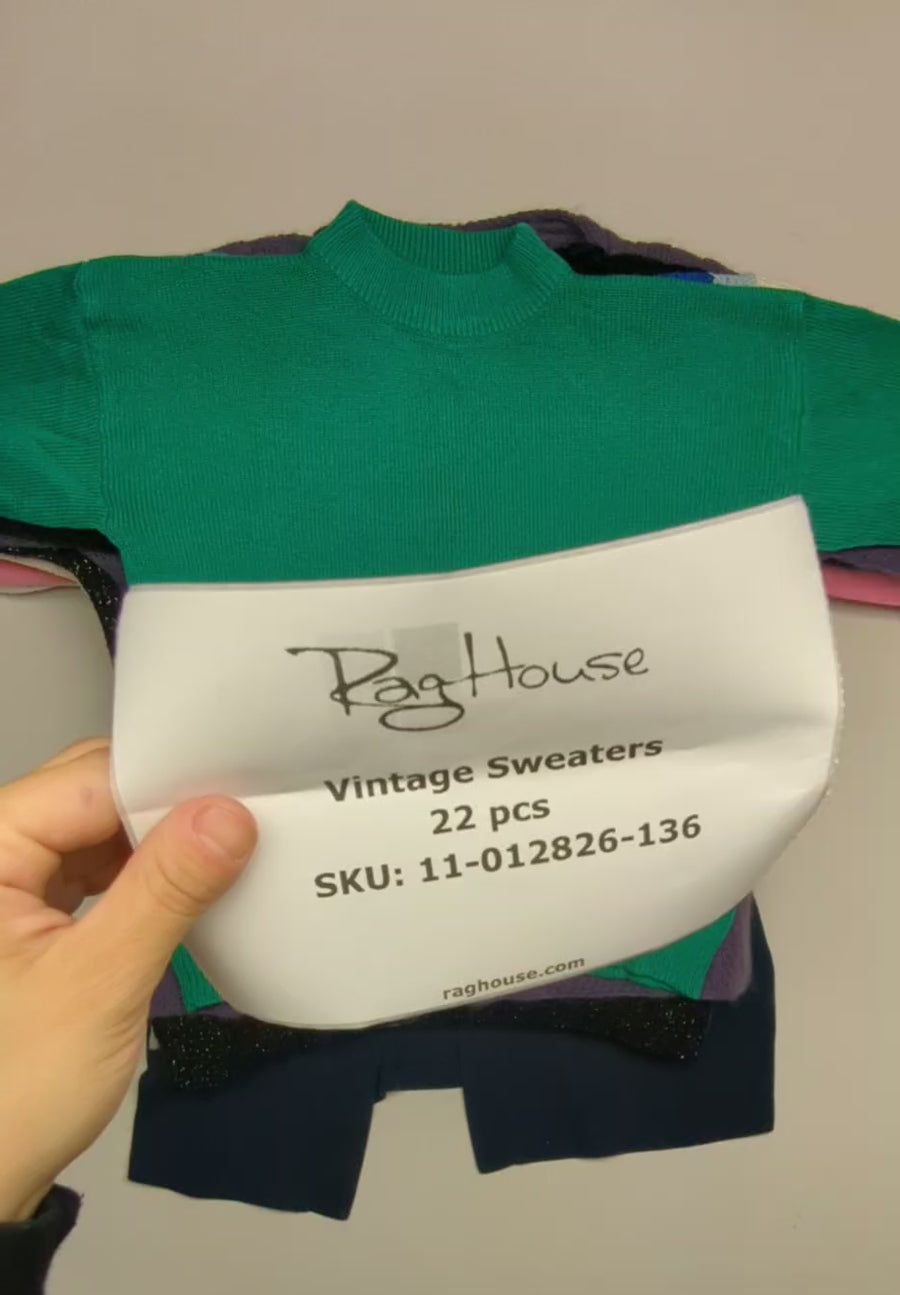 RagHouse
Vintage Sweaters
22 pcs
SKU: 11-012826-136
raghouse.com